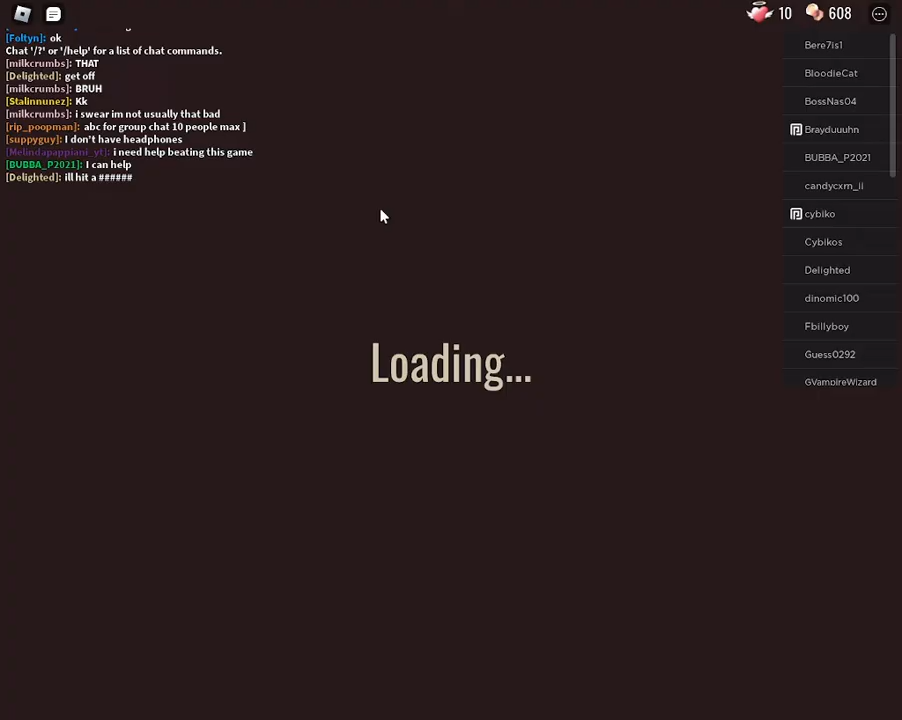 10 608
[Foltyn]: ok
Chat '/?' or '/help' for a list of chat commands.
[milkcrumbs]: THAT
[Delighted]: get off
[milkcrumbs]: BRUH
[Stalinnunez]: Kk
[milkcrumbs]: i swear im not usually that bad
[rip_poopman]: abc for group chat 10 people max ]
[suppyguy]: I don't have headphones
[Melindapappiani_yt]: i need help beating this game
[BUBBA_P2021]: I can help
[Delighted]: ill hit a ######
Loading...
Bere7is1
BloodieCat
BossNas04
Brayduuuhn
BUBBA_P2021
candycxrn_ii
cybiko
Cybikos
Delighted
dinomic100
Fbillyboy
Guess0292
GVampireWizard